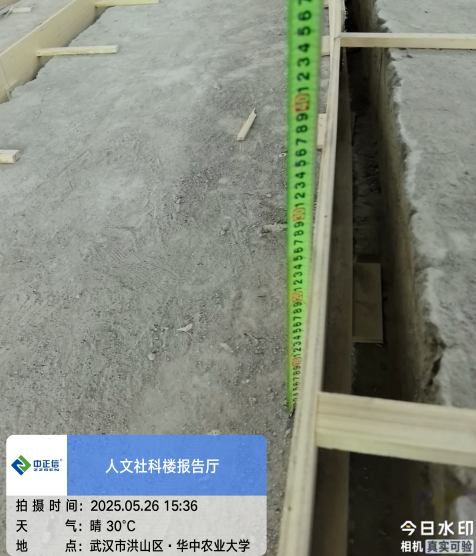 中正信
ZZSEN
人文社科楼报告厅
拍摄时间：2025.05.26 15:36
天气：晴 30°C
地点：武汉市洪山区·华中农业大学
今日水印
相机 真实可验